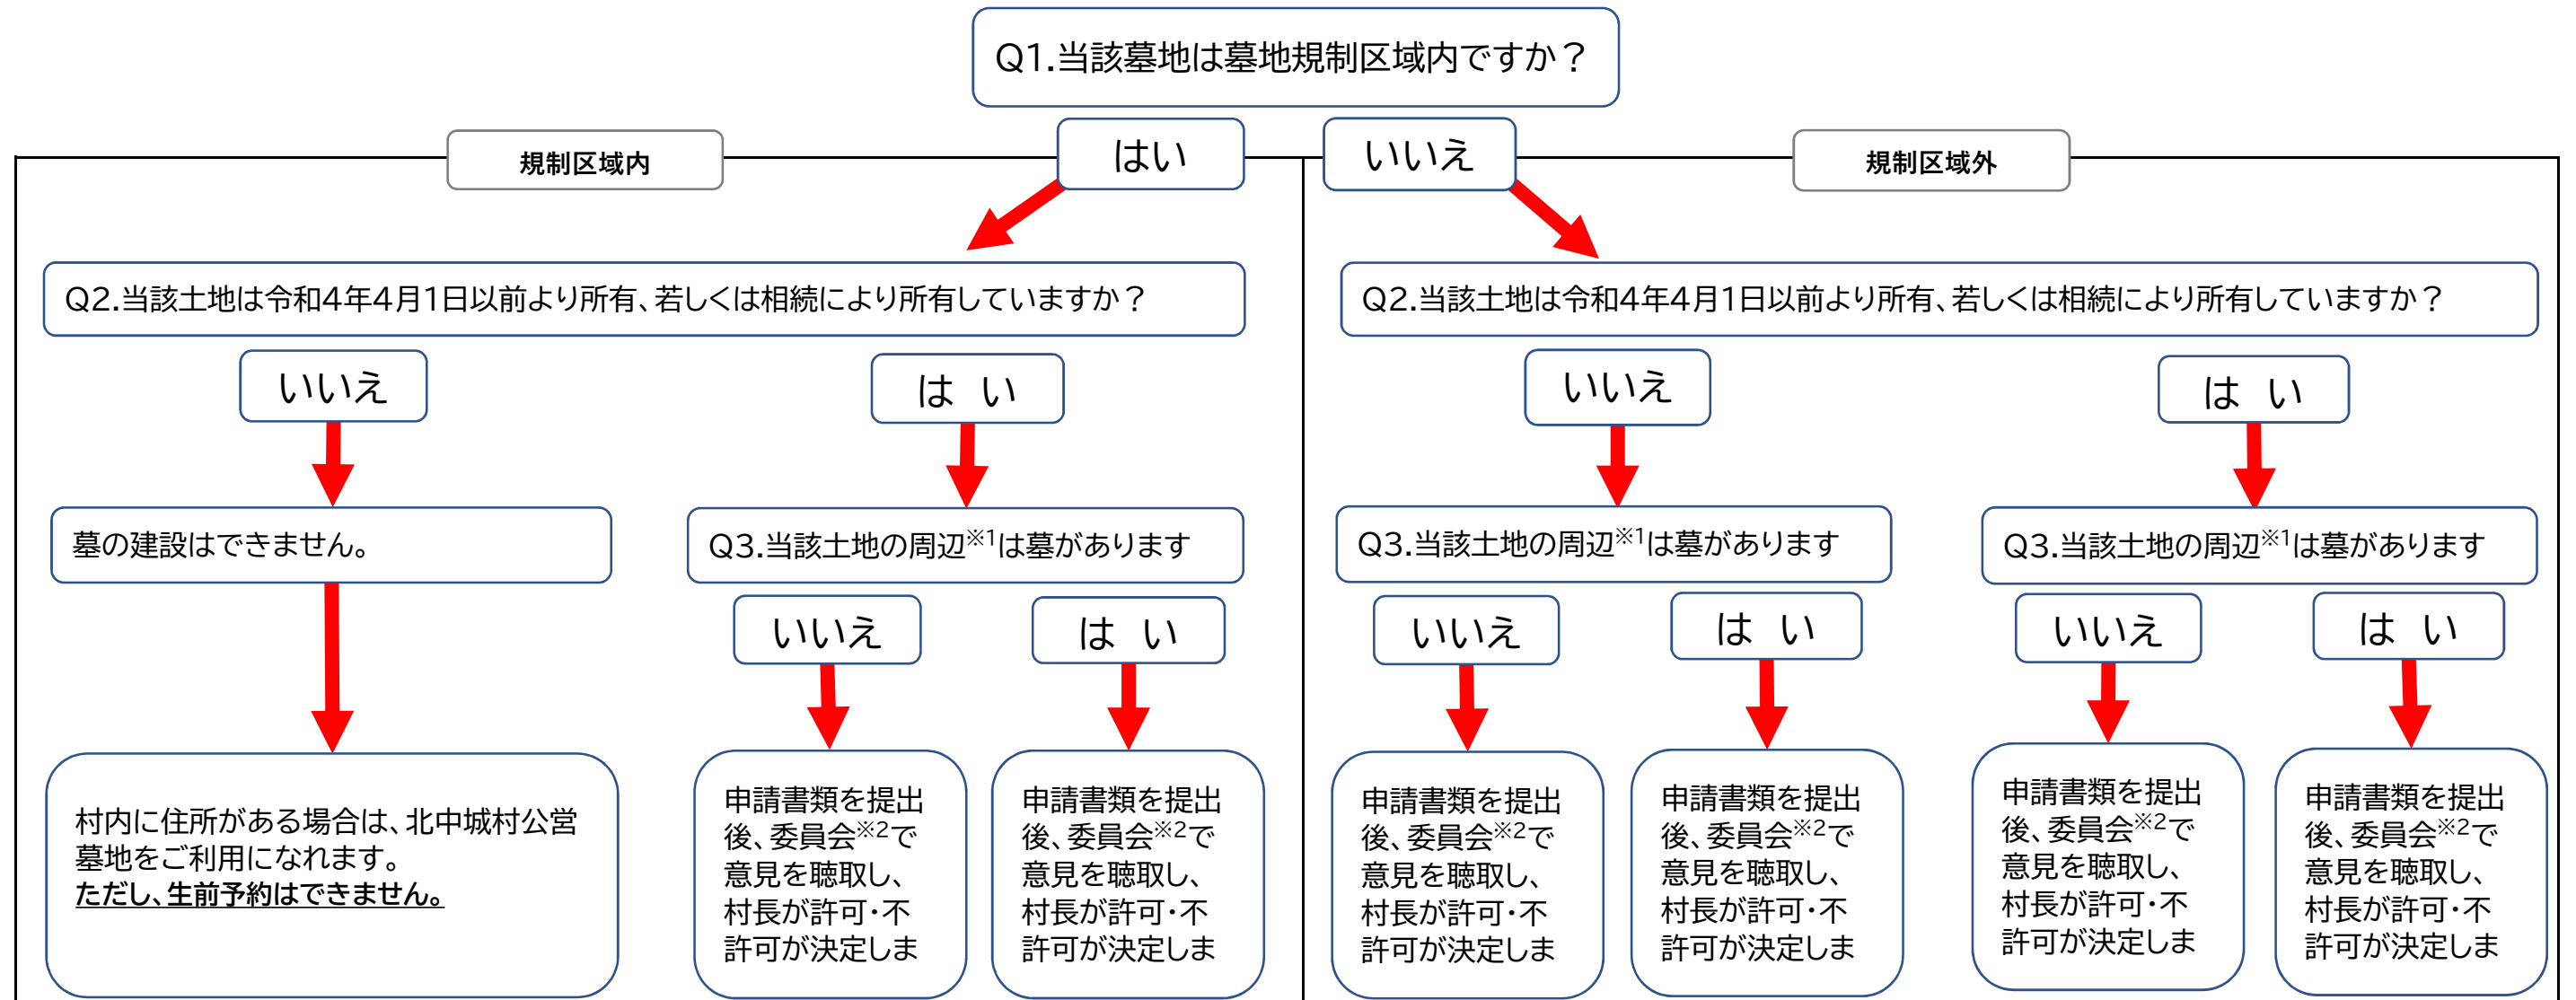 Q1.当該墓地は墓地規制区域内ですか？
規制区域内
はい
いいえ
規制区域外
Q2.当該土地は令和4年4月1日以前より所有、若しくは相続により所有していますか？
Q2.当該土地は令和4年4月1日以前より所有、若しくは相続により所有していますか？
いいえ
は い
いいえ
は い
墓の建設はできません。
Q3.当該土地の周辺※1は墓があります
Q3.当該土地の周辺※1は墓があります
Q3.当該土地の周辺※1は墓があります
いいえ
は い
いいえ
は い
いいえ
は い
村内に住所がある場合は、北中城村公営
墓地をご利用になれます。
ただし、生前予約はできません。
申請書類を提出
後、委員会※2で
意見を聴取し、
村長が許可・不
許可が決定しま
申請書類を提出
後、委員会※2で
意見を聴取し、
村長が許可・不
許可が決定しま
申請書類を提出
後、委員会※2で
意見を聴取し、
村長が許可・不
許可が決定しま
申請書類を提出
後、委員会※2で
意見を聴取し、
村長が許可・不
許可が決定しま
申請書類を提出
後、委員会※2で
意見を聴取し、
村長が許可・不
許可が決定しま
申請書類を提出
後、委員会※2で
意見を聴取し、
村長が許可・不
許可が決定しま